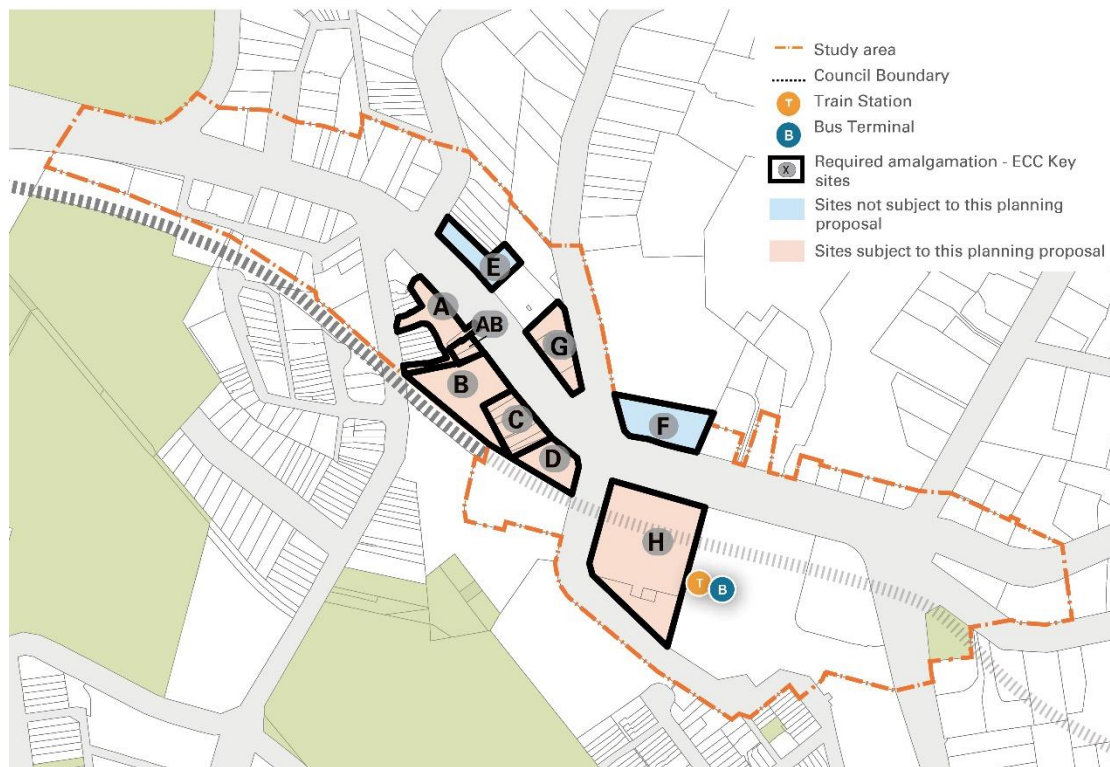 Study area
Council Boundary
T
Train Station
B
Bus Terminal
X
Required amalgamation - ECC Key
sites
Sites not subject to this planning
proposal
Sites subject to this planning proposal
E
A
AB
G
B
C
F
D
H
T
B